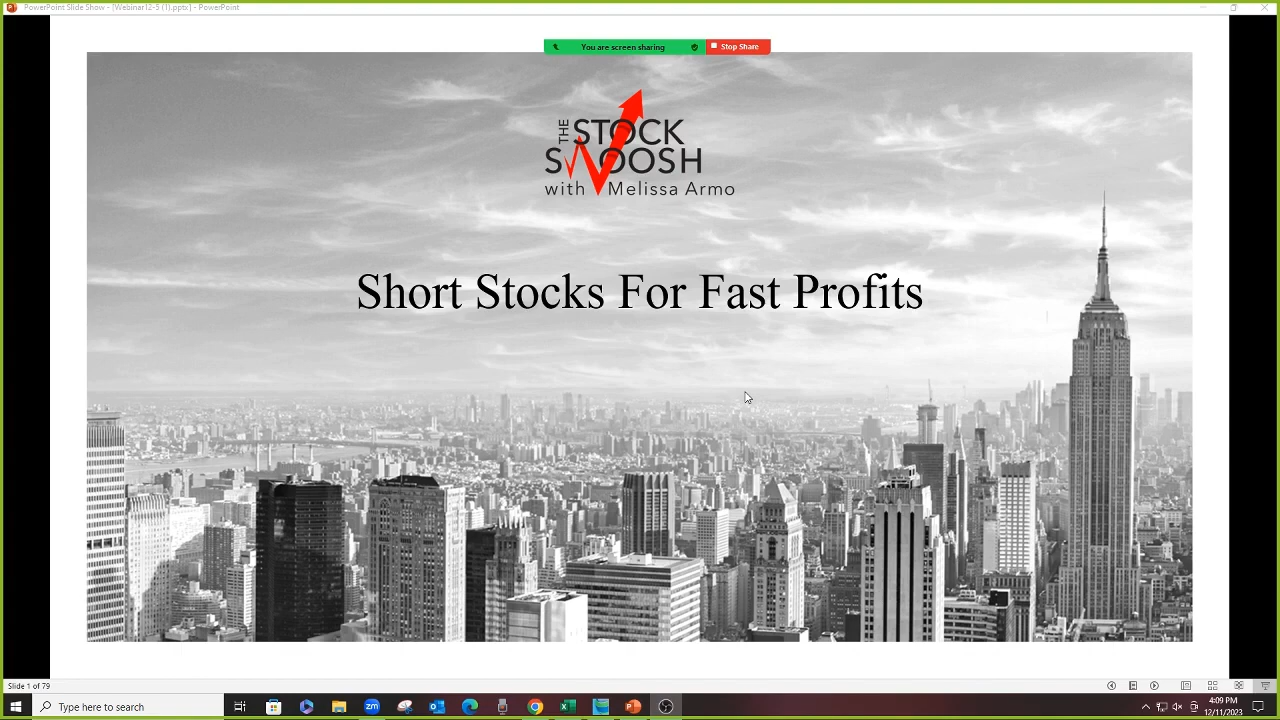 PowerPoint Slide Show - [Webinar12-5 (1).pptx] - PowerPoint
You are screen sharing
Stop Share
THE STOCK
SWOOSH
with Melissa Armo
Short Stocks For Fast Profits
Slide 1 of 79
Type here to search
zm
4:09 PM
12/11/2023